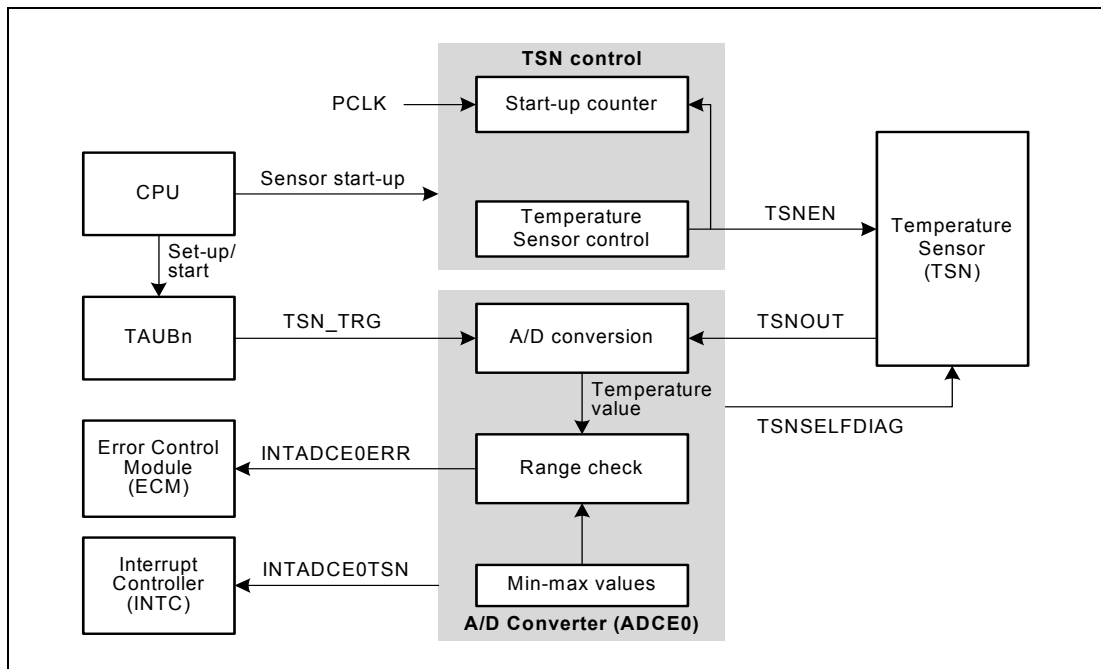 TSN control
PCLK
Start-up counter
CPU
Sensor start-up
Temperature
Sensor control
TSNEN
Temperature
Sensor
(TSN)
Set-up/
start
TAUBn
TSN_TRG
A/D conversion
TSNOUT
Temperature
value
TSNSELFDIAG
Error Control
Module
(ECM)
INTADCE0ERR
Range check
Interrupt
Controller
(INTC)
INTADCE0TSN
Min-max values
A/D Converter (ADCE0)